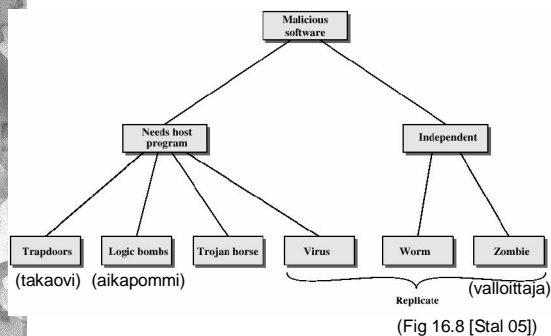 Malicious
software
Needs host
program
Independent
Trapdoors
Logic bombs
Trojan horse
Virus
Worm
Zombie
(takaovi)
(aikapommi)
(valloittaja)
Replicate
(Fig 16.8 [Stal 05])